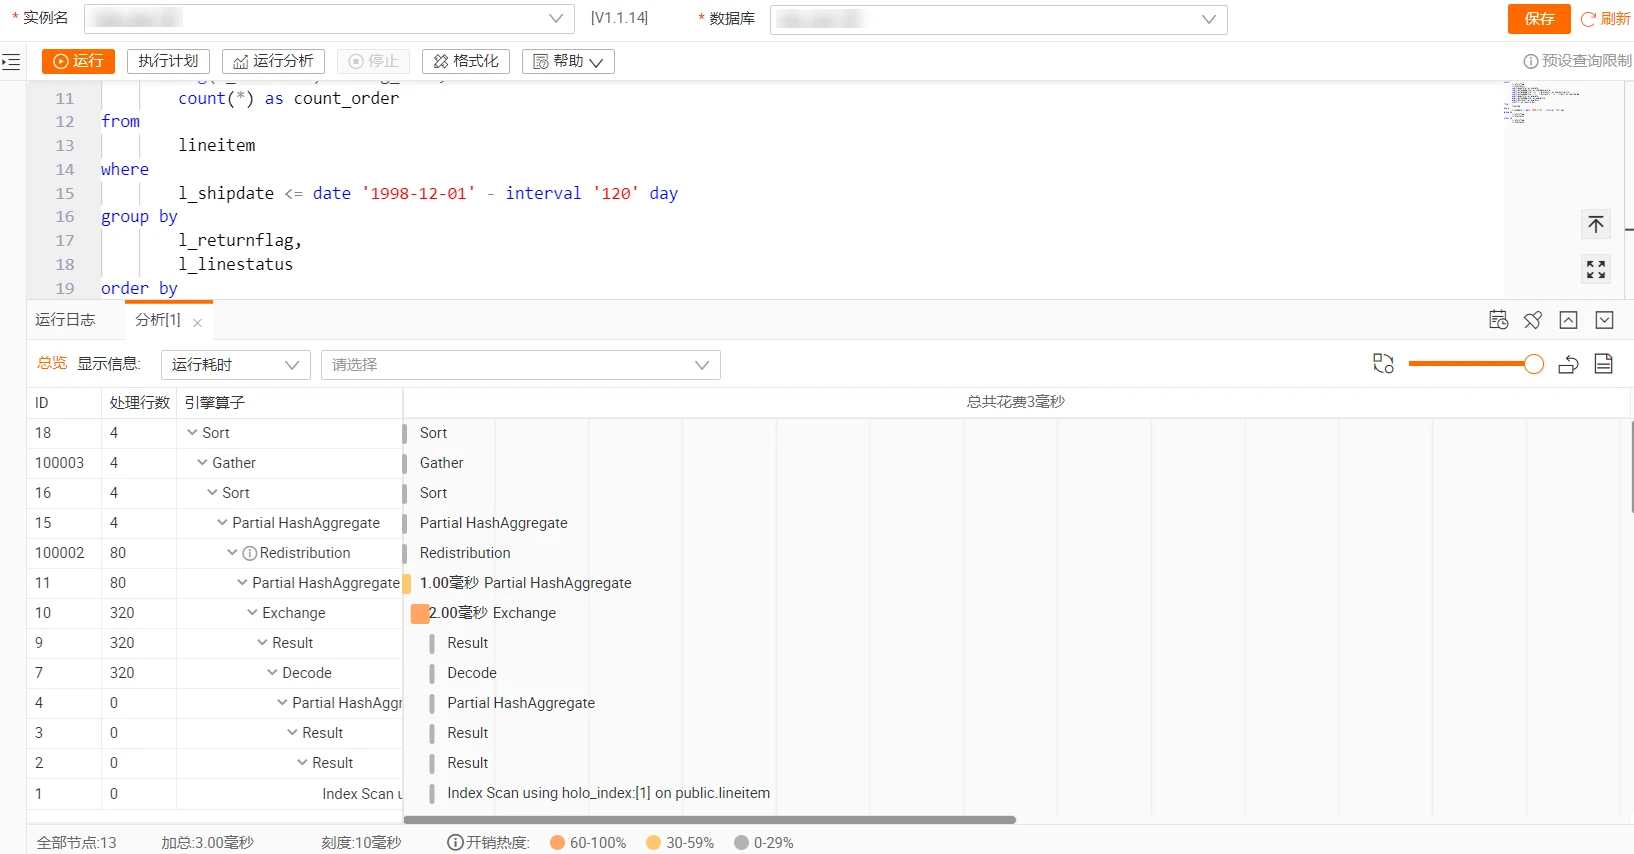 * 实例名 [V1.1.14] * 数据库 保存 刷新
运行 执行计划 运行分析 停止 格式化 帮助 预设查询限制
11 count(*) as count_order
12 from
13 lineitem
14 where
15 l_shipdate <= date '1998-12-01' - interval '120' day
16 group by
17 l_returnflag,
18 l_linestatus
19 order by
运行日志 分析[1]
总览 显示信息: 运行耗时 请选择
ID 处理行数 引擎算子 总共花费3毫秒
18 4 Sort Sort
100003 4 Gather Gather
16 4 Sort Sort
15 4 Partial HashAggregate Partial HashAggregate
100002 80 Redistribution Redistribution
11 80 Partial HashAggregate 1.00毫秒 Partial HashAggregate
10 320 Exchange 2.00毫秒 Exchange
9 320 Result Result
7 320 Decode Decode
4 0 Partial HashAggr Partial HashAggregate
3 0 Result Result
2 0 Result Result
1 0 Index Scan u Index Scan using holo_index:[1] on public.lineitem
全部节点:13 加总:3.00毫秒 刻度:10毫秒 开销热度: 60-100% 30-59% 0-29%